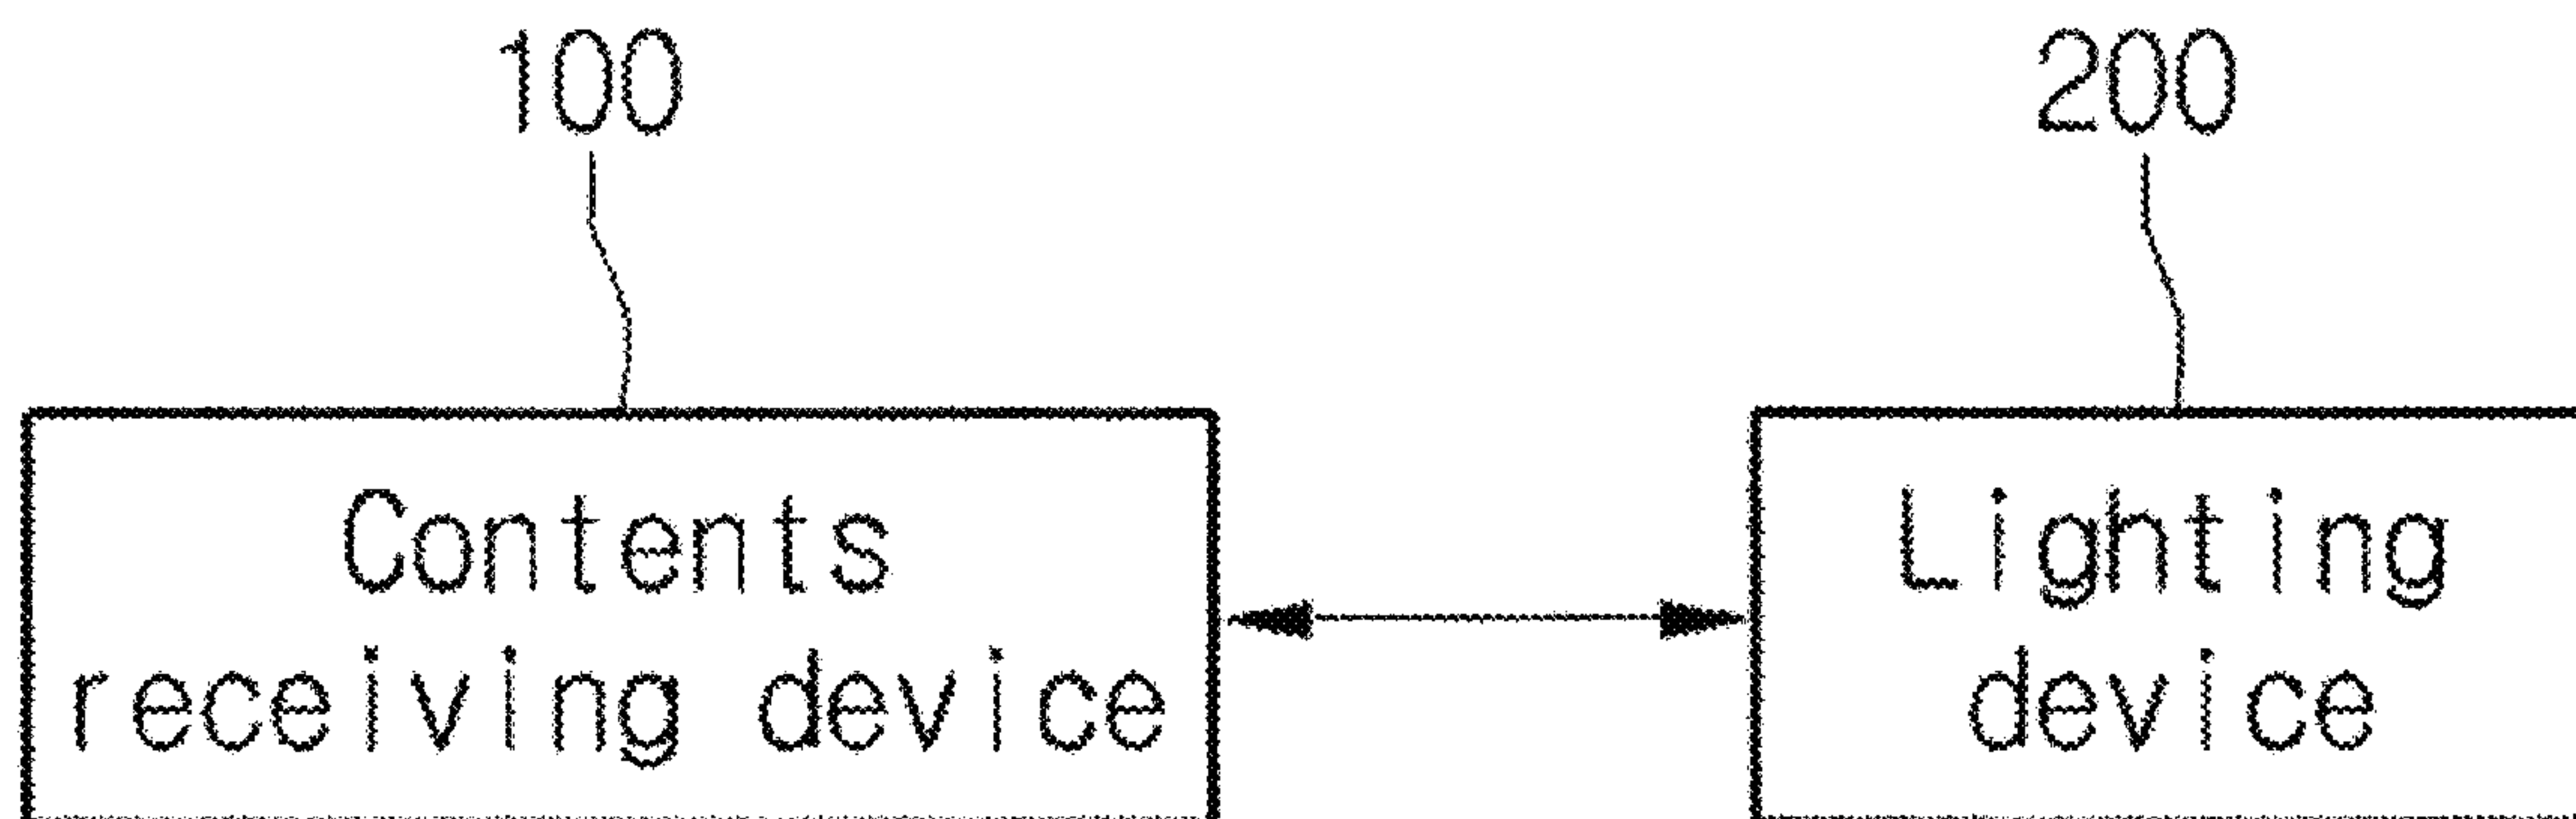 100
200
Contents
receiving device
Lighting
device